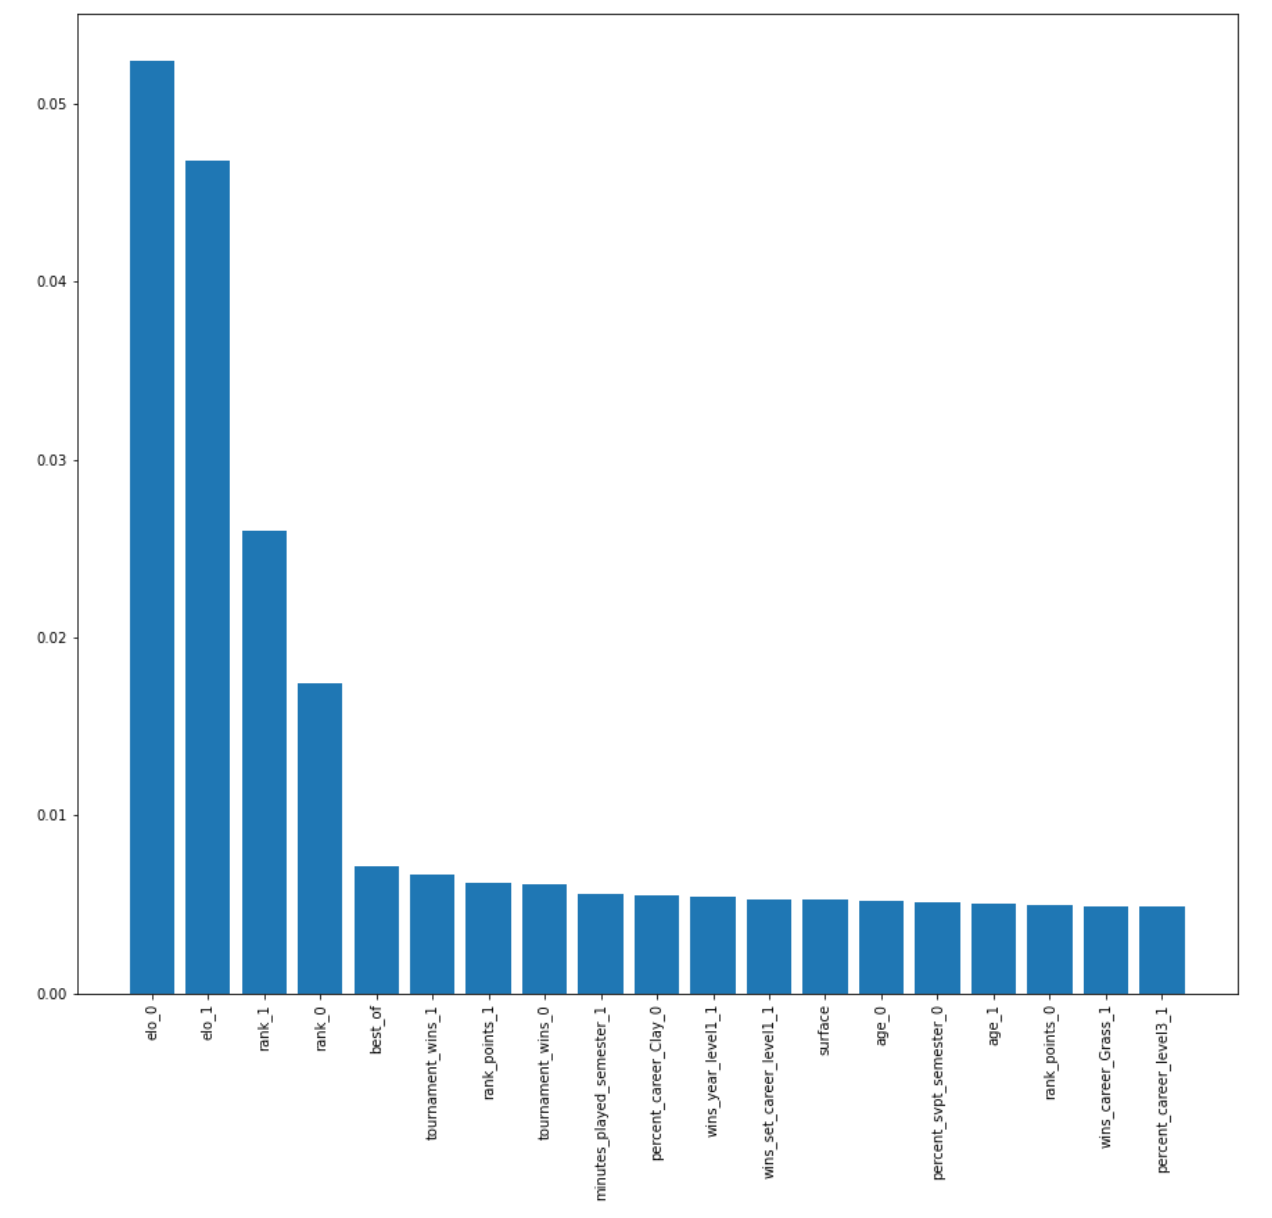 0.05
0.04
0.03
0.02
0.01
0.00
elo_0
elo_1
rank_1
rank_0
best_of
tournament_wins_1
rank_points_1
tournament_wins_0
minutes_played_semester_1
percent_career_Clay_0
wins_year_level1_1
wins_set_career_level1_1
surface
age_0
percent_svpt_semester_0
age_1
rank_points_0
wins_career_Grass_1
percent_career_level3_1